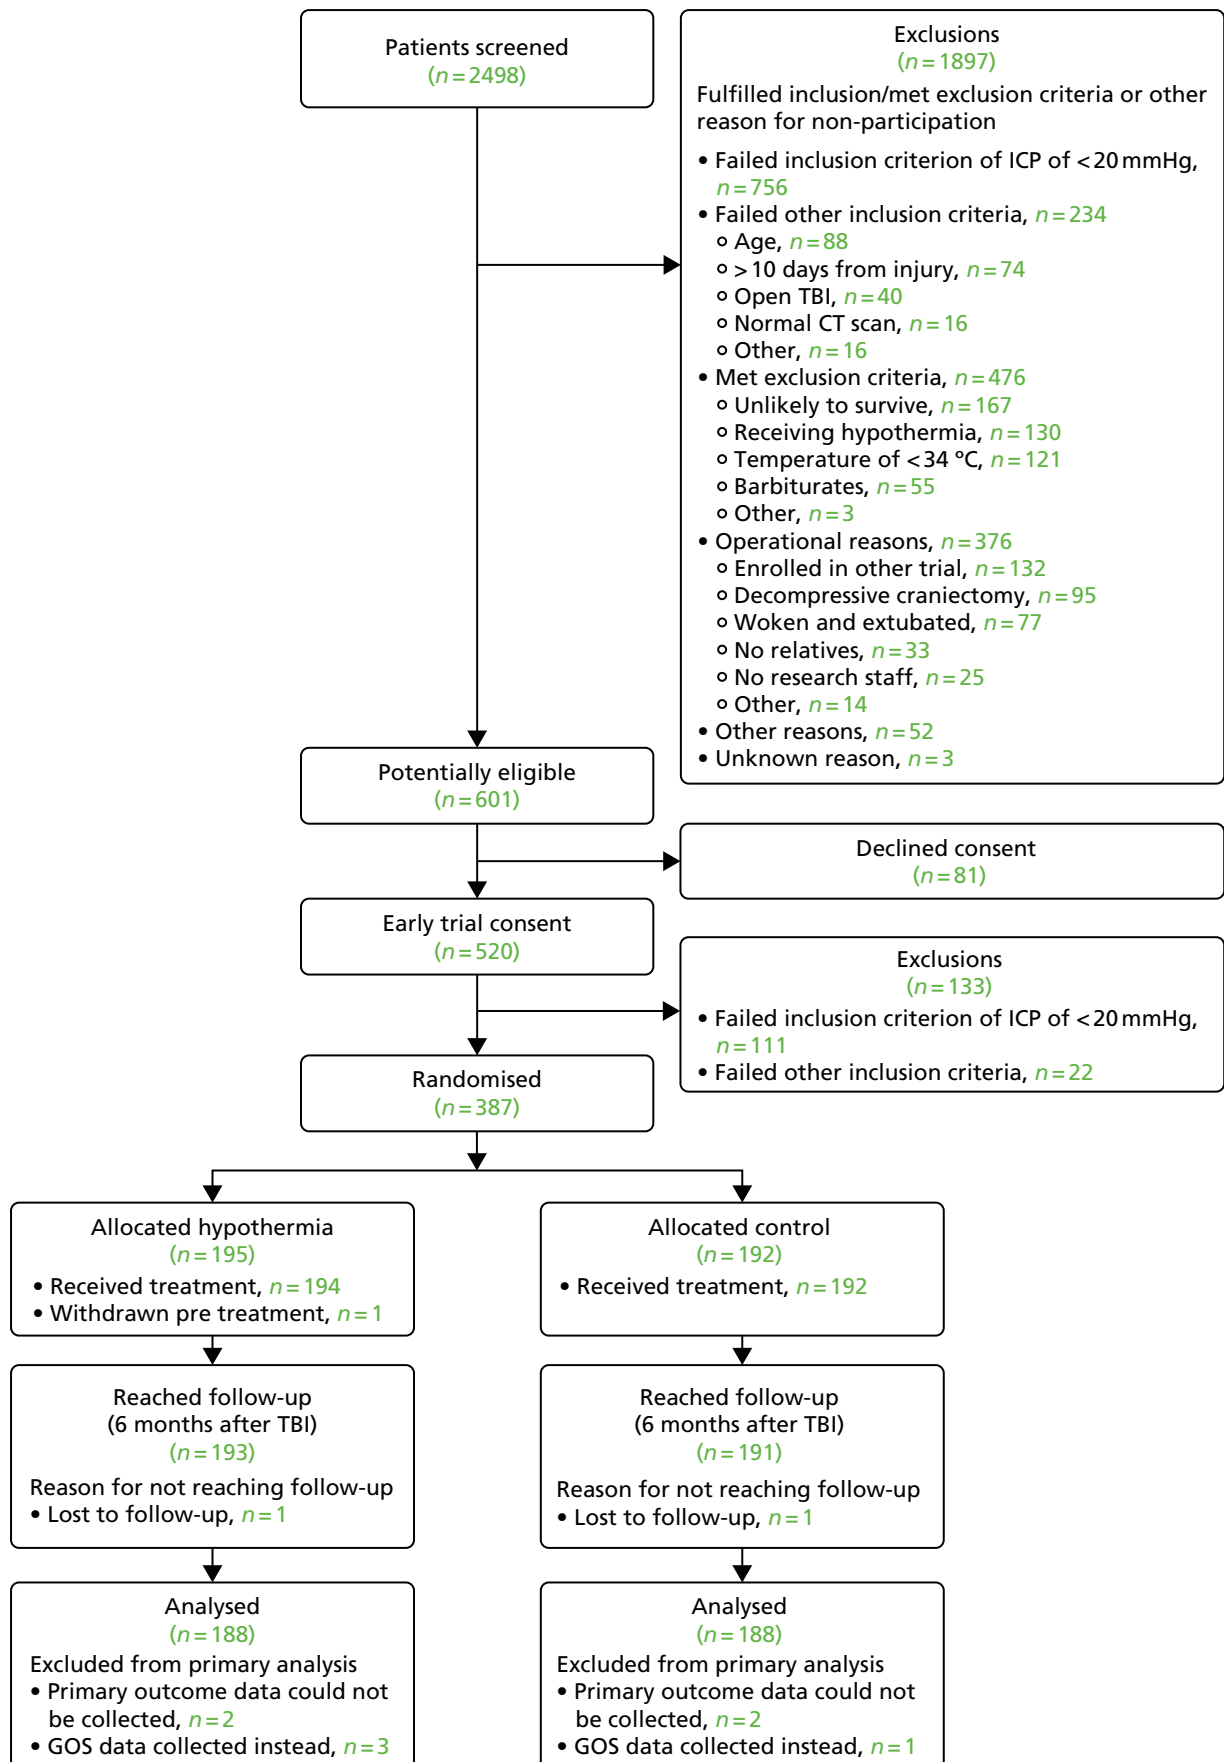 Patients screened
(n=2498)
Exclusions
(n=1897)
Fulfilled inclusion/met exclusion criteria or other
reason for non-participation
• Failed inclusion criterion of ICP of <20 mmHg,
n=756
• Failed other inclusion criteria, n=234
Age, n=88
>10 days from injury, n=74
Open TBI, n=40
Normal CT scan, n=16
Other, n=16
• Met exclusion criteria, n=476
Unlikely to survive, n=167
Receiving hypothermia, n=130
Temperature of <34 ºC, n=121
Barbiturates, n=55
Other, n=3
• Operational reasons, n=376
Enrolled in other trial, n=132
Decompressive craniectomy, n=95
Woken and extubated, n=77
No relatives, n=33
No research staff, n=25
Other, n=14
• Other reasons, n=52
• Unknown reason, n=3
Potentially eligible
(n=601)
Declined consent
(n=81)
Early trial consent
(n=520)
Exclusions
(n=133)
• Failed inclusion criterion of ICP of <20 mmHg,
n=111
• Failed other inclusion criteria, n=22
Randomised
(n=387)
Allocated hypothermia
(n=195)
• Received treatment, n=194
• Withdrawn pre treatment, n=1
Allocated control
(n=192)
• Received treatment, n=192
Reached follow-up
(6 months after TBI)
(n=193)
Reason for not reaching follow-up
• Lost to follow-up, n=1
Reached follow-up
(6 months after TBI)
(n=191)
Reason for not reaching follow-up
• Lost to follow-up, n=1
Analysed
(n=188)
Excluded from primary analysis
• Primary outcome data could not
be collected, n=2
• GOS data collected instead, n=3
Analysed
(n=188)
Excluded from primary analysis
• Primary outcome data could not
be collected, n=2
• GOS data collected instead, n=1